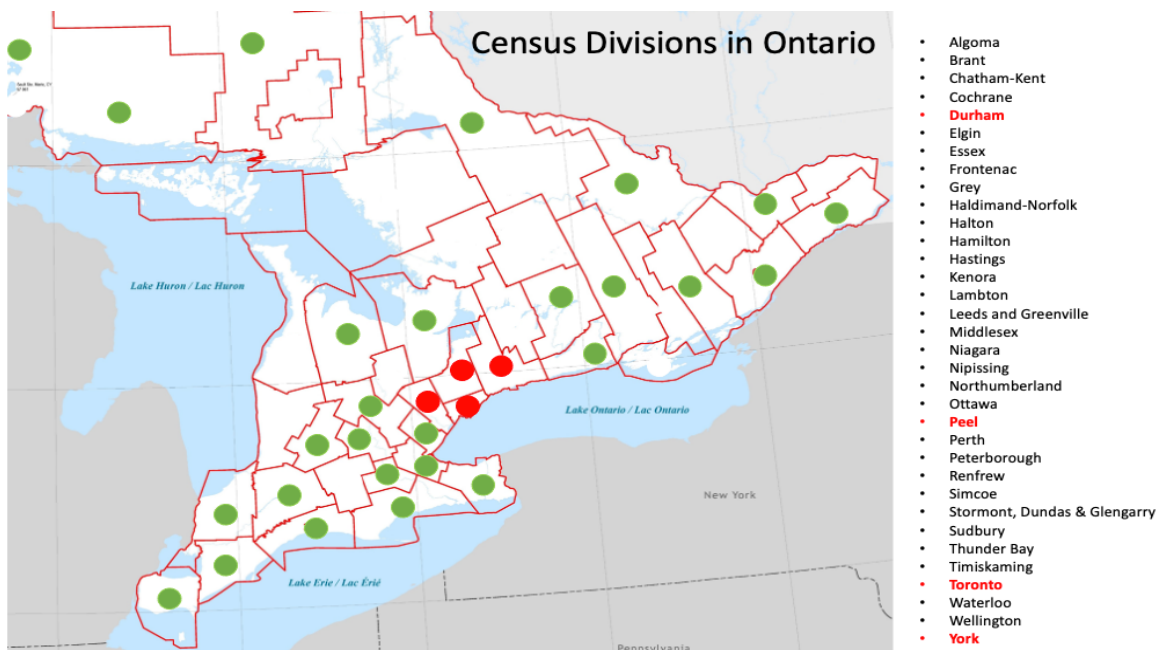 Census Divisions in Ontario
Lake Huron / Lac Huron
Lake Ontario / Lac Ontario
New York
Lake Erie / Lac Érié
Pennsylvania
• Algoma
• Brant
• Chatham-Kent
• Cochrane
• Durham
• Elgin
• Essex
• Frontenac
• Grey
• Haldimand-Norfolk
• Halton
• Hamilton
• Hastings
• Kenora
• Lambton
• Leeds and Greenville
• Middlesex
• Niagara
• Nipissing
• Northumberland
• Ottawa
• Peel
• Perth
• Peterborough
• Renfrew
• Simcoe
• Stormont, Dundas & Glengarry
• Sudbury
• Thunder Bay
• Timiskaming
• Toronto
• Waterloo
• Wellington
• York